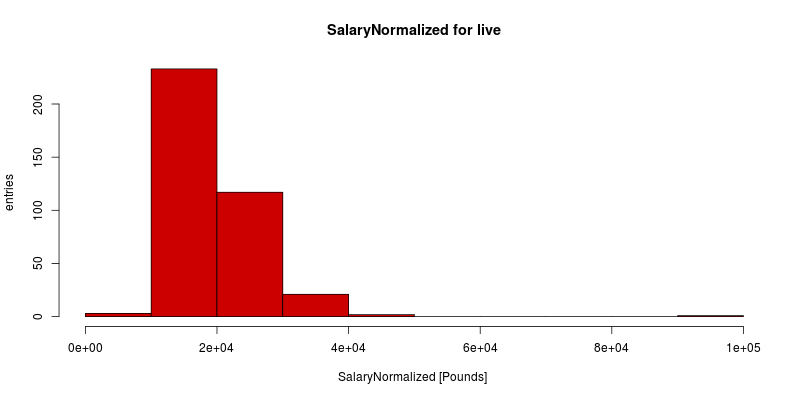 SalaryNormalized for live
entries
200
150
100
50
0
0e+00 2e+04 4e+04 6e+04 8e+04 1e+05
SalaryNormalized [Pounds]